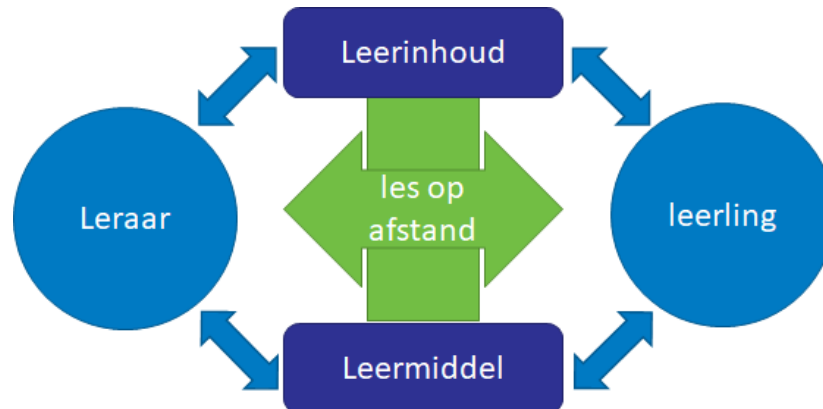 Leerinhoud
Leraar
les op
afstand
leerling
Leermiddel